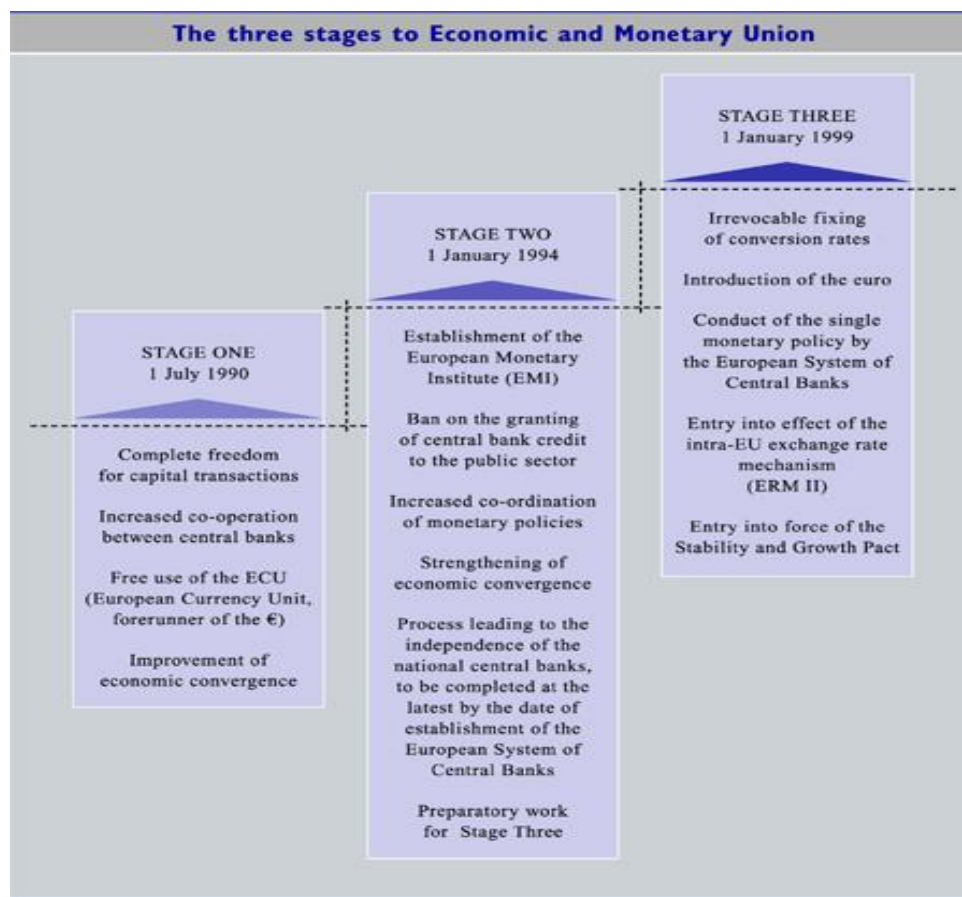 The three stages to Economic and Monetary Union
STAGE ONE
1 July 1990
Complete freedom
for capital transactions
Increased co-operation
between central banks
Free use of the ECU
(European Currency Unit,
forerunner of the €)
Improvement of
economic convergence
STAGE TWO
1 January 1994
Establishment of the
European Monetary
Institute (EMI)
Ban on the granting
of central bank credit
to the public sector
Increased co-ordination
of monetary policies
Strengthening of
economic convergence
Process leading to the
independence of the
national central banks,
to be completed at the
latest by the date of
establishment of the
European System of
Central Banks
Preparatory work
for Stage Three
STAGE THREE
1 January 1999
Irrevocable fixing
of conversion rates
Introduction of the euro
Conduct of the single
monetary policy by
the European System of
Central Banks
Entry into effect of the
intra-EU exchange rate
mechanism
(ERM II)
Entry into force of the
Stability and Growth Pact